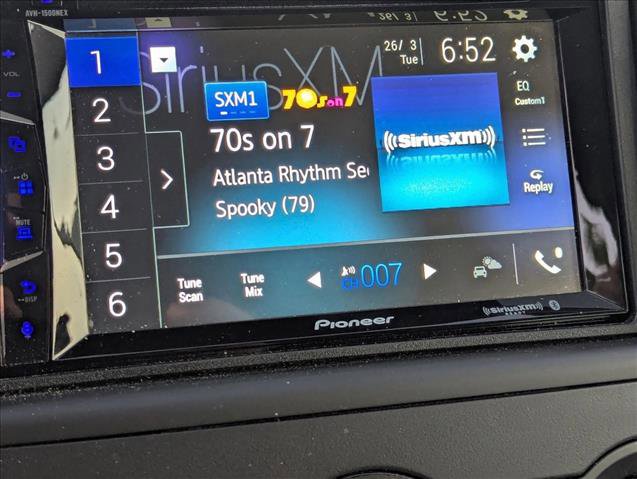 AVH-1500NEX
1
2
3
4
5
6
VOL
MUTE
DISP
SiriusXM
26/ 3
Tue
6:52
EQ
Custom1
SXM1
70s on 7
70s on 7
Atlanta Rhythm Se
Spooky (79)
((SiriusXM))
Replay
Tune
Scan
Tune
Mix
CH 007
Pioneer
((SiriusXM))
READY